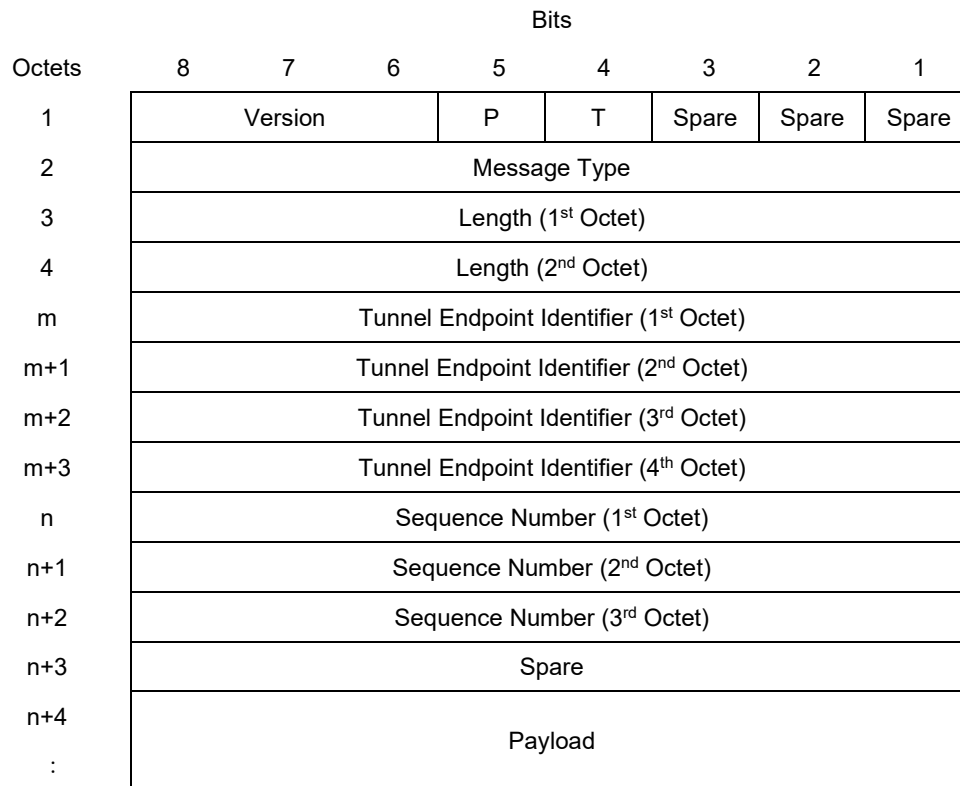 Bits
Octets 8 7 6 5 4 3 2 1
1 Version P T Spare Spare Spare
2 Message Type
3 Length (1st Octet)
4 Length (2nd Octet)
m Tunnel Endpoint Identifier (1st Octet)
m+1 Tunnel Endpoint Identifier (2nd Octet)
m+2 Tunnel Endpoint Identifier (3rd Octet)
m+3 Tunnel Endpoint Identifier (4th Octet)
n Sequence Number (1st Octet)
n+1 Sequence Number (2nd Octet)
n+2 Sequence Number (3rd Octet)
n+3 Spare
n+4
Payload
: